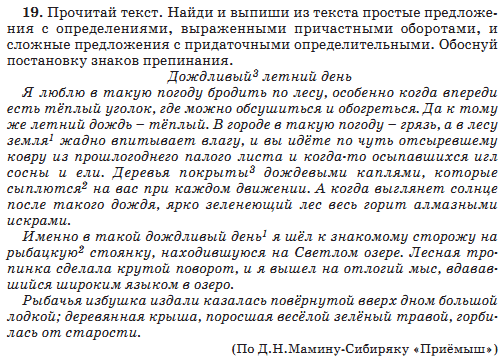 19. Прочитай текст. Найди и выпиши из текста простые предложе-
ния с определениями, выраженными причастными оборотами, и
сложные предложения с придаточными определительными. Обоснуй
постановку знаков препинания.
Дождливый³ летний день
Я люблю в такую погоду бродить по лесу, особенно когда впереди
есть тёплый уголок, где можно обсушиться и обогреться. Да к тому
же летний дождь – тёплый. В городе в такую погоду – грязь, а в лесу
земля¹ жадно впитывает влагу, и вы идёте по чуть отсыревшему
ковру из прошлогоднего палого листа и когда-то осыпавшихся игл
сосны и ели. Деревья покрыты³ дождевыми каплями, которые
сыплются² на вас при каждом движении. А когда выглянет солнце
после такого дождя, ярко зеленеющий лес весь горит алмазными
искрами.
Именно в такой дождливый день¹ я шёл к знакомому сторожу на
рыбацкую² стоянку, находившуюся на Светлом озере. Лесная тро-
пинка сделала крутой поворот, и я вышел на отлогий мыс, вдавав-
шийся широким языком в озеро.
Рыбачья избушка издали казалась повёрнутой вверх дном большой
лодкой; деревянная крыша, поросшая весёлой зелёный травой, горби-
лась от старости.
(По Д.Н.Мамину-Сибиряку «Приёмыш»)